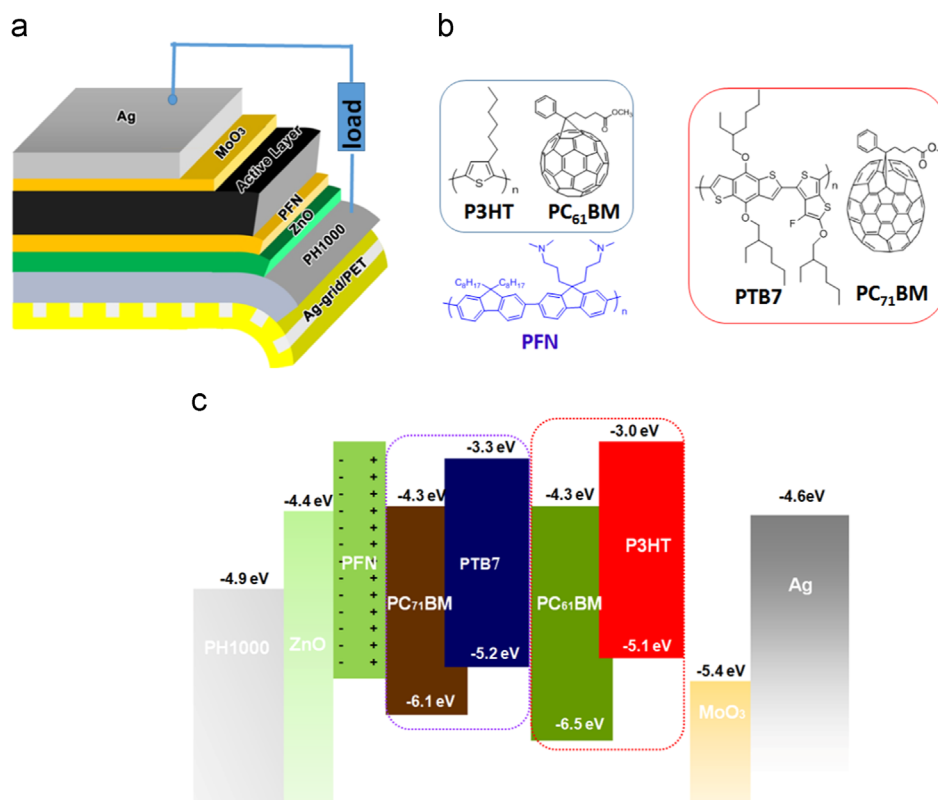 a
Ag
MoO₃
Active Layer
PFN
ZnO
PH1000
Ag-grid/PET
load
b
OCH₃
O
S
n
P3HT
PC₆₁BM
N
N
C₈H₁₇
C₈H₁₇
n
PFN
O
S
S
S
S
F
O
O
O
n
PTB7
O
O
PC₇₁BM
c
-4.9 eV
PH1000
-4.4 eV
ZnO
- +
- +
- +
- +
- +
- +
PFN
- +
- +
- +
- +
- +
- +
-4.3 eV
PC₇₁BM
-6.1 eV
-3.3 eV
PTB7
-5.2 eV
-4.3 eV
PC₆₁BM
-6.5 eV
-3.0 eV
P3HT
-5.1 eV
-5.4 eV
MoO₃
-4.6eV
Ag